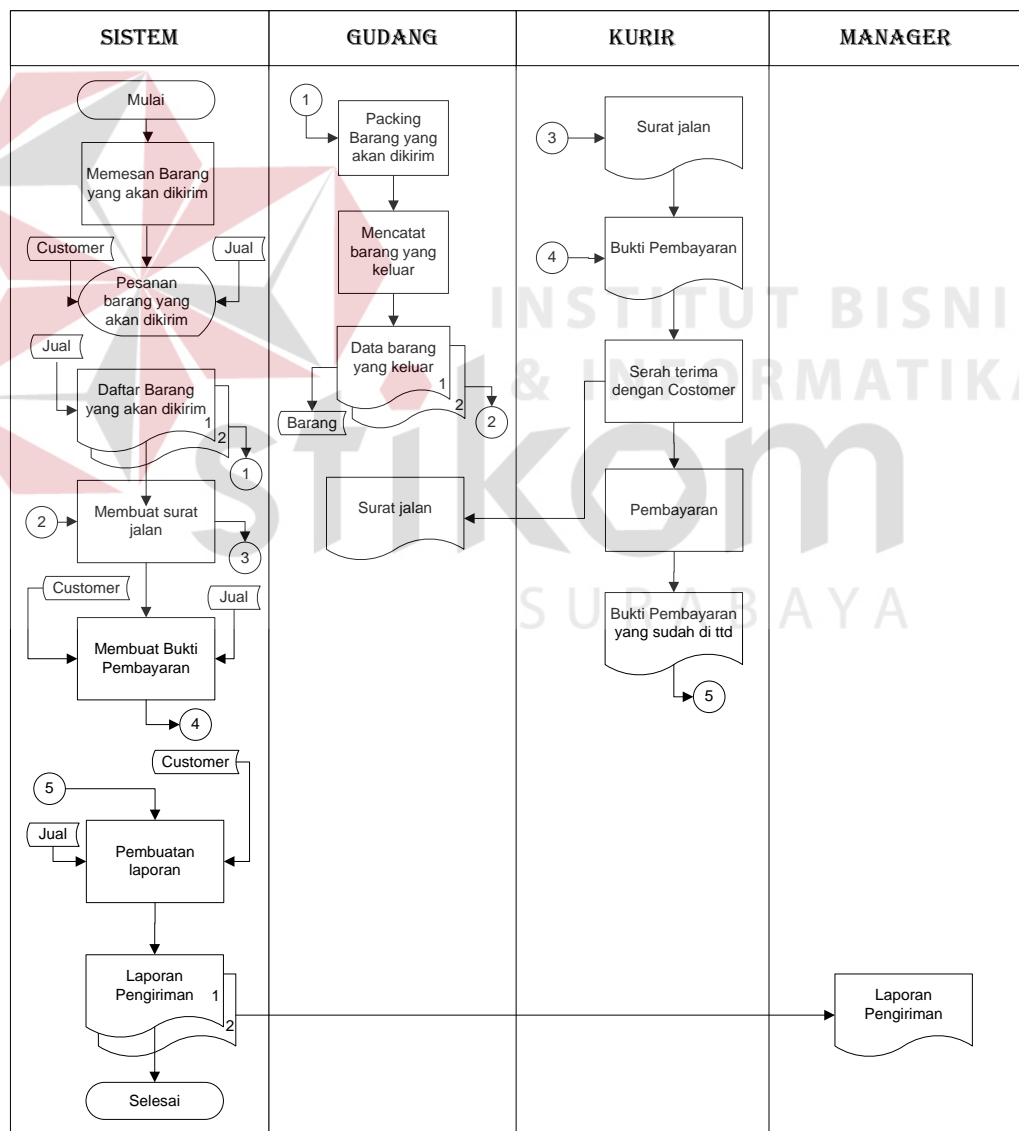 SISTEM
GUDANG
KURIR
MANAGER
Mulai
Memesan Barang
yang akan dikirim
Customer
Jual
Pesanan
barang yang
akan dikirim
Jual
Daftar Barang
yang akan dikirim
1
2
1
2
Membuat surat
jalan
3
Customer
Jual
Membuat Bukti
Pembayaran
4
Customer
5
Jual
Pembuatan
laporan
Laporan
Pengiriman
1
2
Selesai
1
Packing
Barang yang
akan dikirim
Mencatat
barang yang
keluar
Data barang
yang keluar
1
2
Barang
2
Surat jalan
3
Surat jalan
4
Bukti Pembayaran
Serah terima
dengan Costomer
Pembayaran
Bukti Pembayaran
yang sudah di ttd
5
Laporan
Pengiriman
INSTITUT BISNI
& INFORMATIKA
stikom
SURABAYA